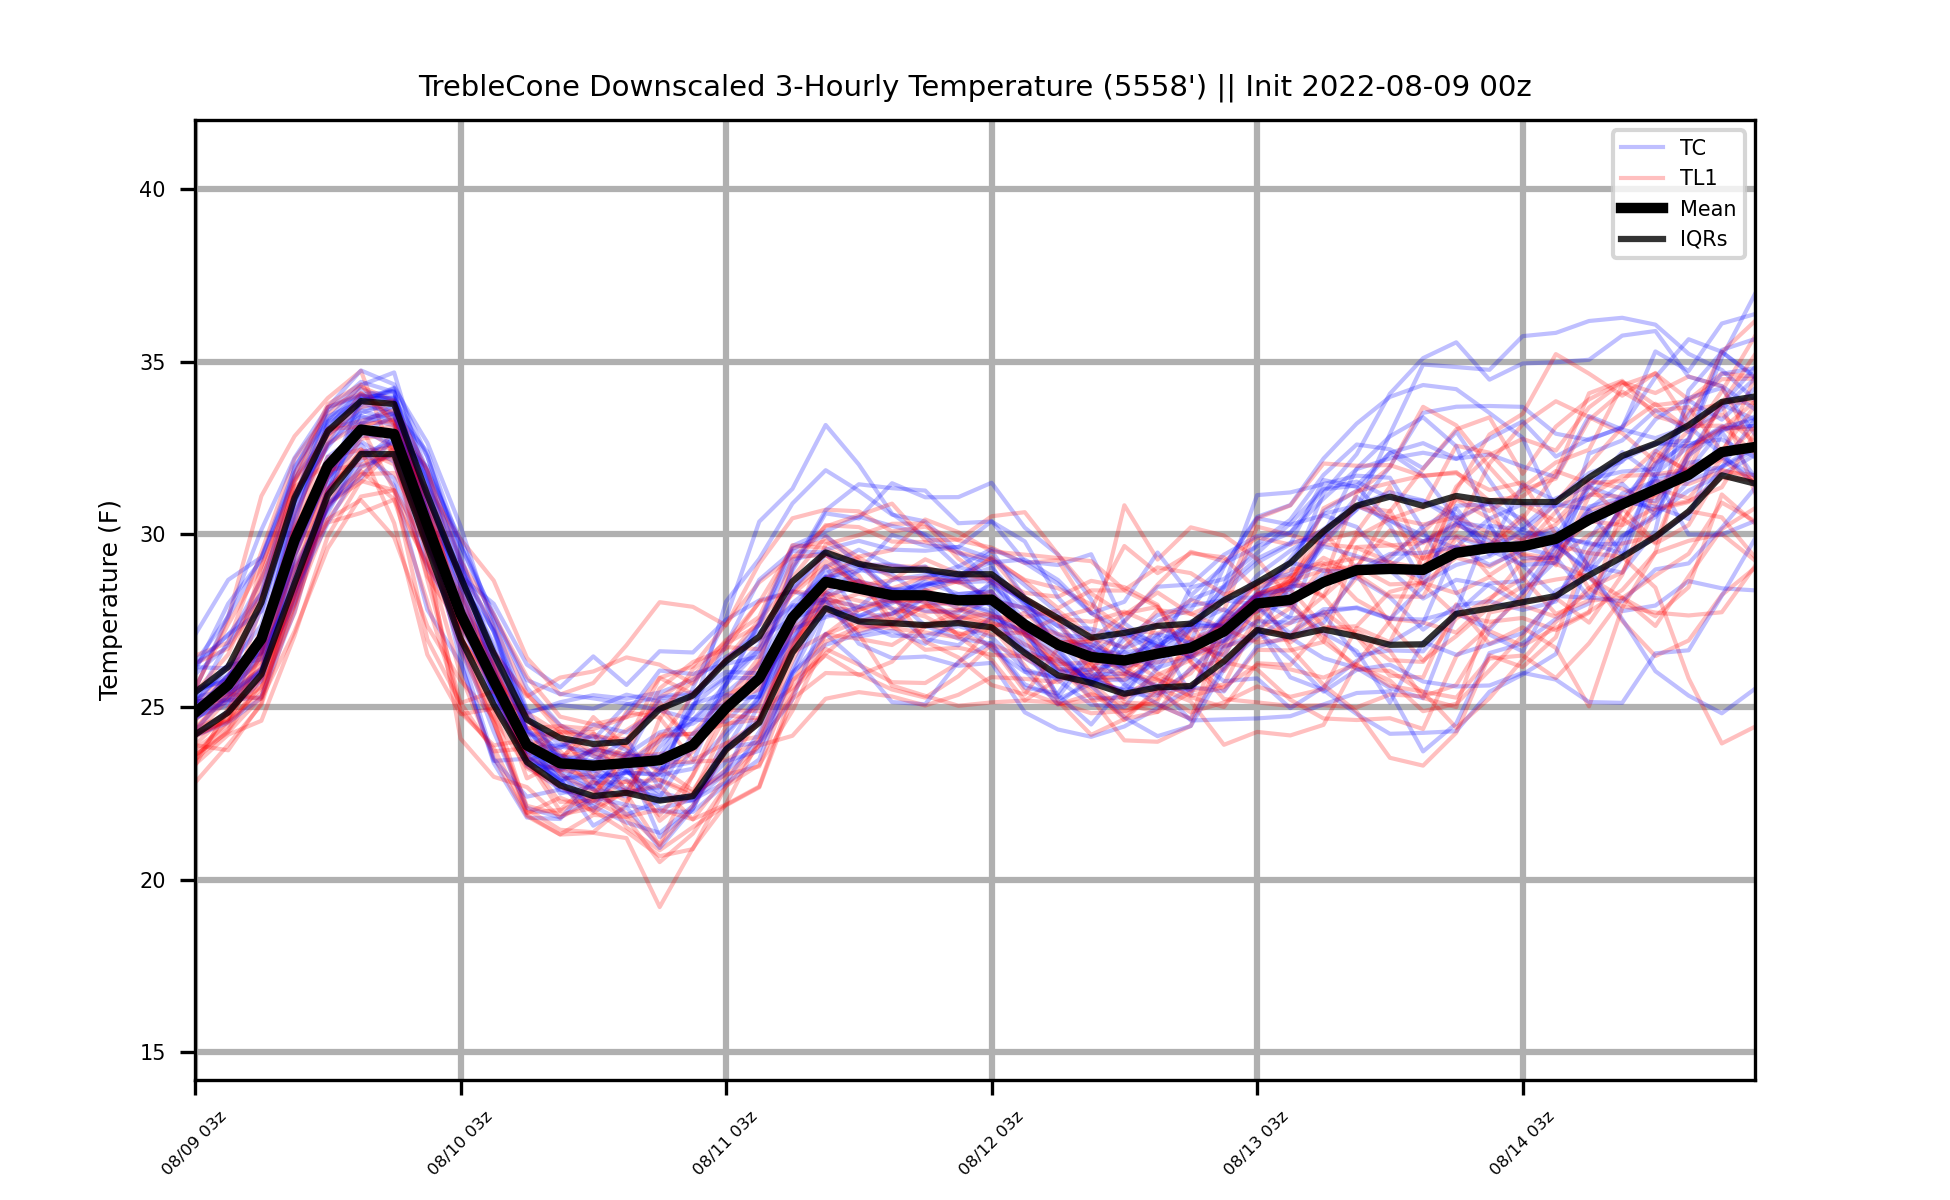 TrebleCone Downscaled 3-Hourly Temperature (5558') || Init 2022-08-09 00z
TC
TL1
Mean
IQRs
Temperature (F)
40
35
30
25
20
15
08/09 03z
08/10 03z
08/11 03z
08/12 03z
08/13 03z
08/14 03z